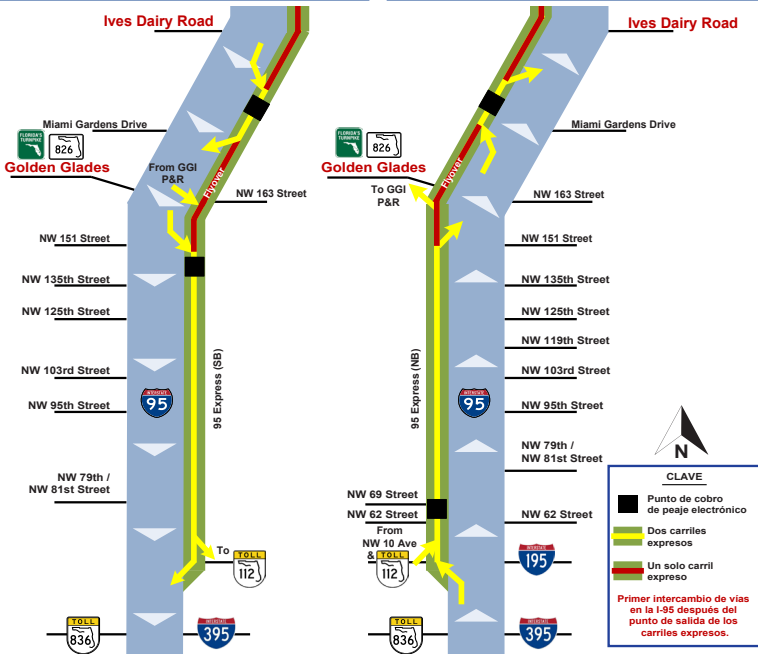 Ives Dairy Road
Miami Gardens Drive
FLORIDA'S
TURNPIKE
826
Golden Glades
From GGI
P&R
Flyover
NW 163 Street
NW 151 Street
NW 135th Street
NW 125th Street
NW 103rd Street
INTERSTATE
95
NW 95th Street
95 Express (SB)
NW 79th /
NW 81st Street
To
TOLL
112
TOLL
836
INTERSTATE
395
Ives Dairy Road
Miami Gardens Drive
FLORIDA'S
TURNPIKE
826
Golden Glades
To GGI
P&R
Flyover
NW 163 Street
NW 151 Street
NW 135th Street
NW 125th Street
NW 119th Street
NW 103rd Street
INTERSTATE
95
NW 95th Street
95 Express (NB)
NW 79th /
NW 81st Street
NW 69 Street
NW 62 Street
NW 62 Street
From
NW 10 Ave
&
TOLL
112
INTERSTATE
195
TOLL
836
INTERSTATE
395
N
CLAVE
Punto de cobro
de peaje electrónico
Dos carriles
expresos
Un solo carril
expreso
Primer intercambio de vías
en la I-95 después del
punto de salida de los
carriles expresos.